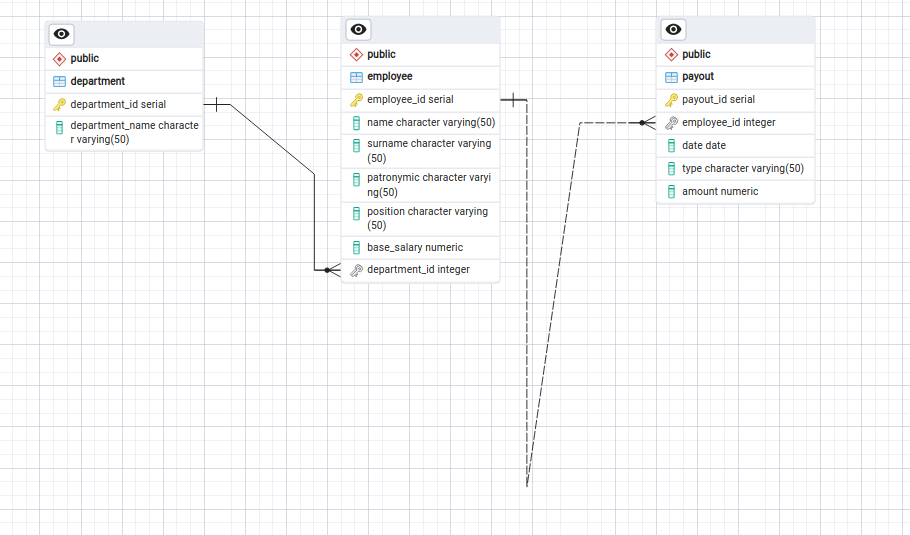 public
department
department_id serial
department_name characte
r varying(50)
public
employee
employee_id serial
name character varying(50)
surname character varying
(50)
patronymic character varyi
ng(50)
position character varying
(50)
base_salary numeric
department_id integer
public
payout
payout_id serial
employee_id integer
date date
type character varying(50)
amount numeric